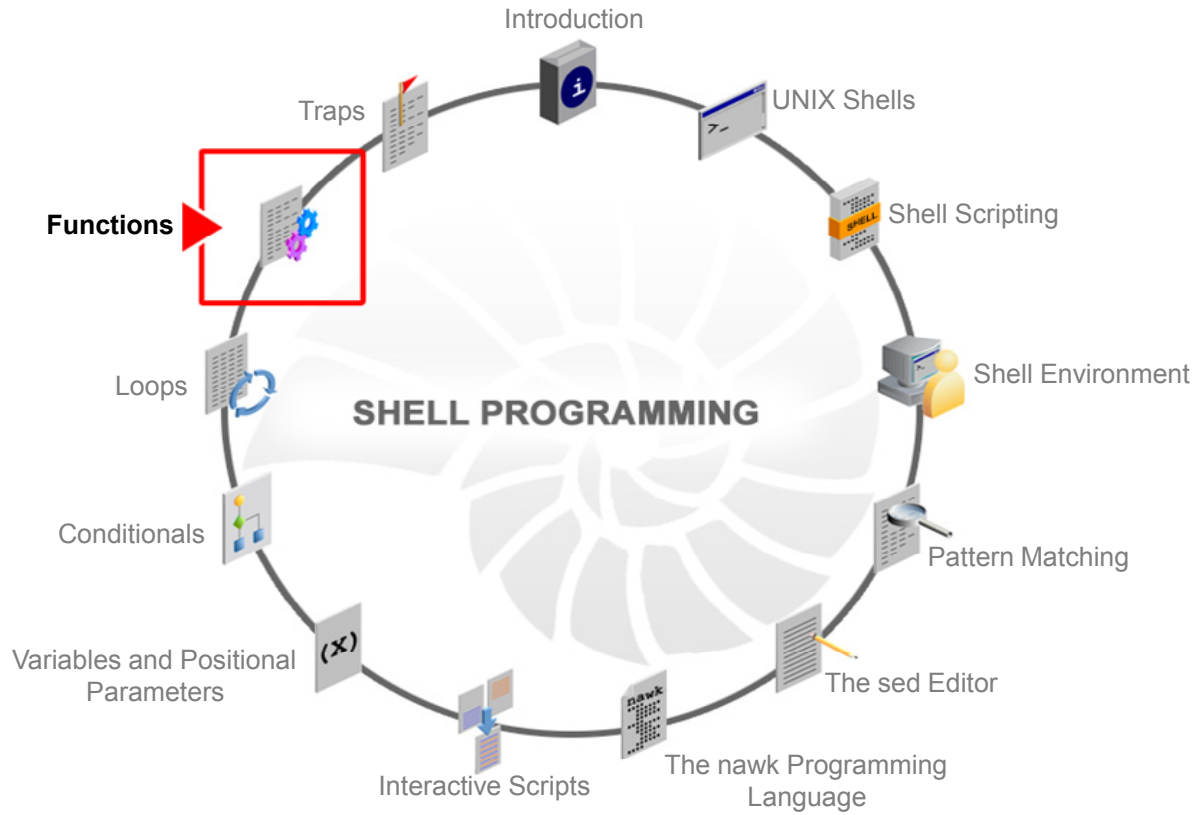 Introduction
UNIX Shells
>_
i
Traps
Functions
Shell Scripting
SHELL
Shell Environment
>_
Loops
SHELL PROGRAMMING
Conditionals
Pattern Matching
(X)
Variables and Positional
Parameters
The sed Editor
nawk
The nawk Programming
Language
Interactive Scripts